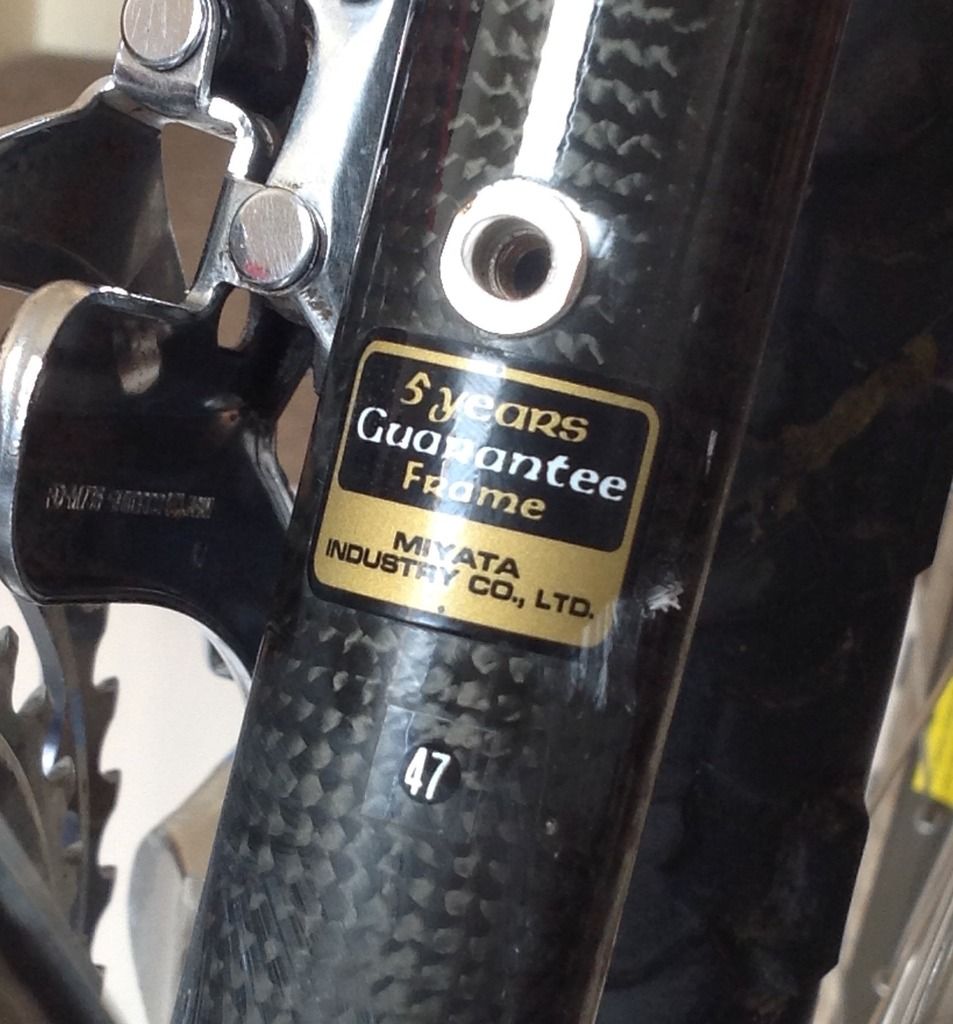 5 years
Guarantee
Frame
MIYATA
INDUSTRY CO., LTD.
47